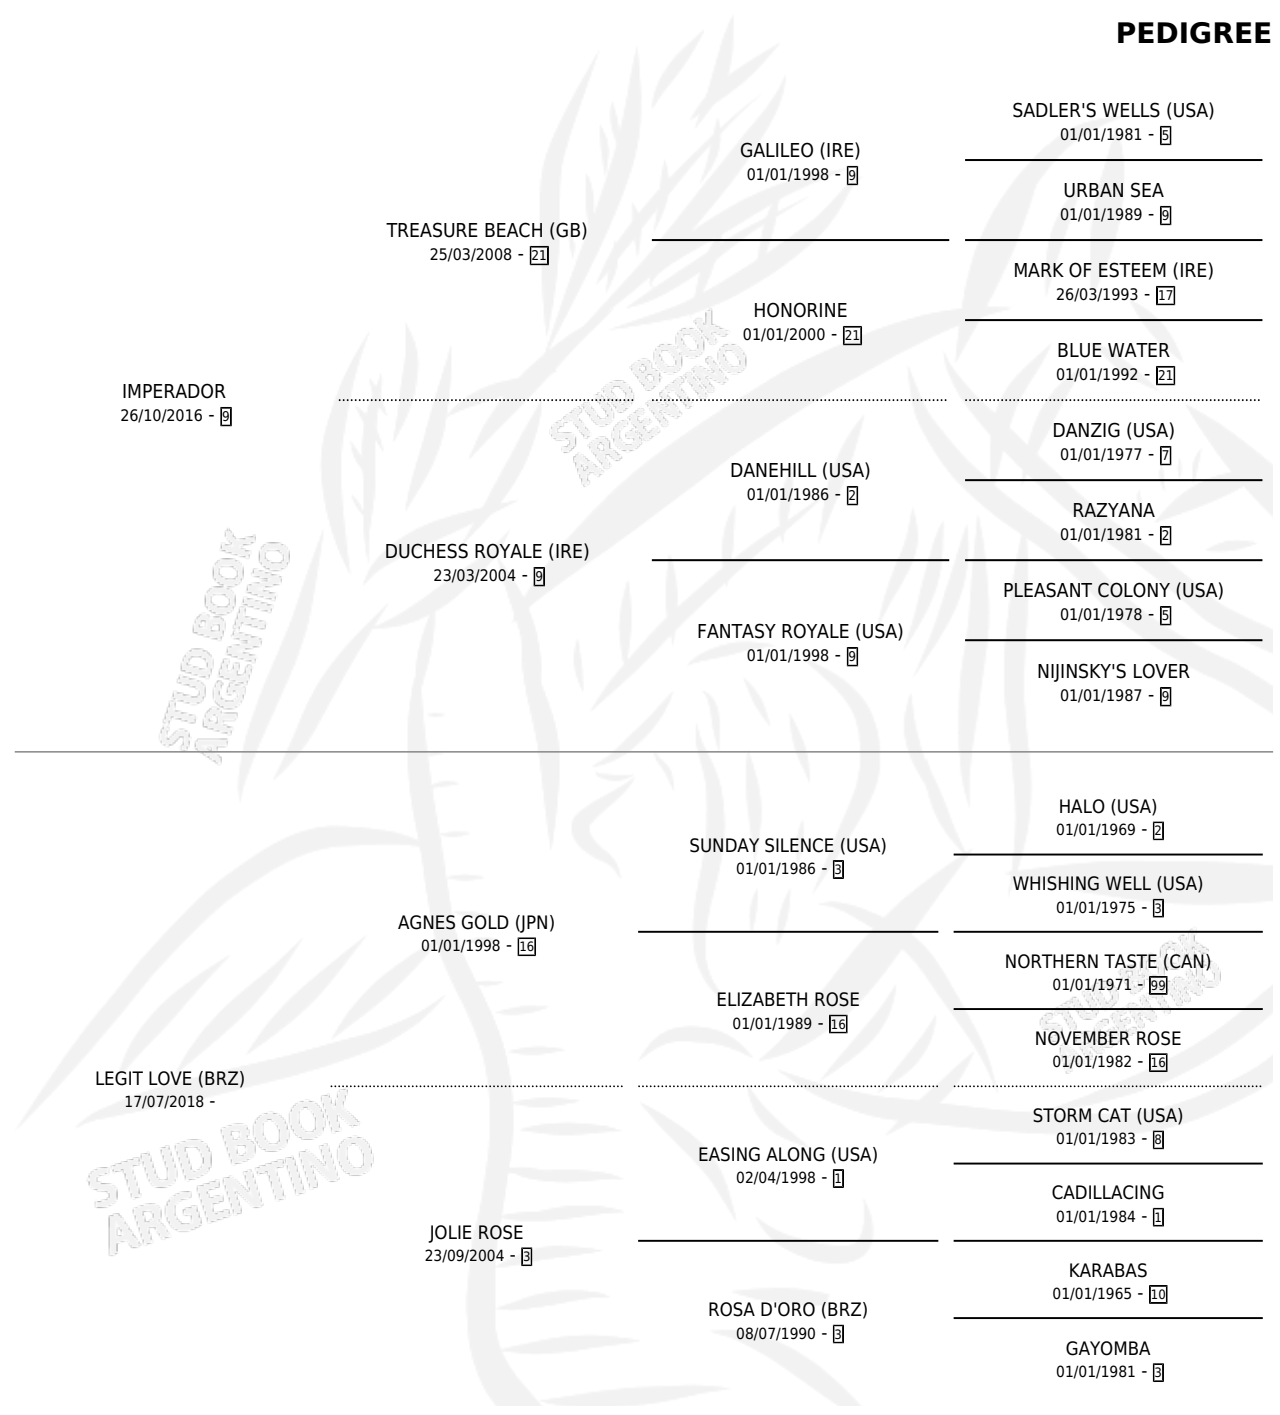 PEDIGREE
SADLER'S WELLS (USA)
01/01/1981 - 5
GALILEO (IRE)
01/01/1998 - 9
URBAN SEA
01/01/1989 - 9
TREASURE BEACH (GB)
25/03/2008 - 21
MARK OF ESTEEM (IRE)
26/03/1993 - 17
HONORINE
01/01/2000 - 21
BLUE WATER
01/01/1992 - 21
IMPERADOR
26/10/2016 - 9
STUD BOOK
ARGENTINO
DANZIG (USA)
01/01/1977 - 7
DANEHILL (USA)
01/01/1986 - 2
RAZYANA
01/01/1981 - 2
DUCHESS ROYALE (IRE)
23/03/2004 - 9
PLEASANT COLONY (USA)
01/01/1978 - 5
FANTASY ROYALE (USA)
01/01/1998 - 9
NIJINSKY'S LOVER
01/01/1987 - 9
STUD BOOK
ARGENTINO
HALO (USA)
01/01/1969 - 2
SUNDAY SILENCE (USA)
01/01/1986 - 3
WHISHING WELL (USA)
01/01/1975 - 3
AGNES GOLD (JPN)
01/01/1998 - 16
NORTHERN TASTE (CAN)
01/01/1971 - 99
STUD BOOK
ARGENTINO
ELIZABETH ROSE
01/01/1989 - 16
NOVEMBER ROSE
01/01/1982 - 16
LEGIT LOVE (BRZ)
17/07/2018 -
STUD BOOK
ARGENTINO
STORM CAT (USA)
01/01/1983 - 8
EASING ALONG (USA)
02/04/1998 - 1
CADILLACING
01/01/1984 - 1
JOLIE ROSE
23/09/2004 - 3
KARABAS
01/01/1965 - 10
ROSA D'ORO (BRZ)
08/07/1990 - 3
GAYOMBA
01/01/1981 - 3